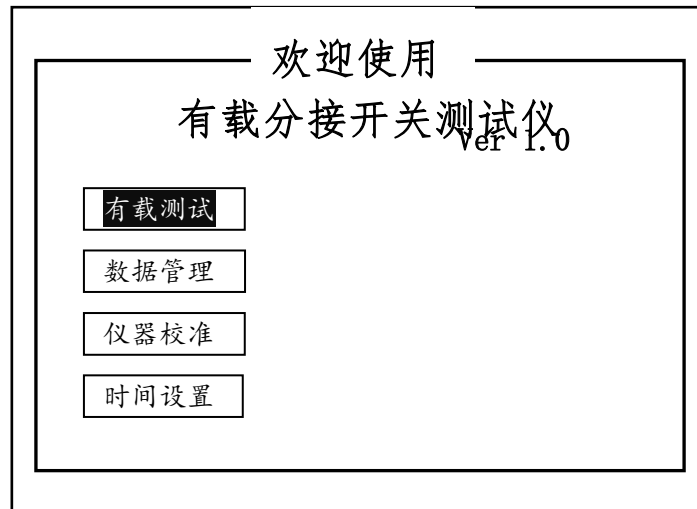 欢迎使用
有载分接开关测试仪
Ver 1.0
有载测试
数据管理
仪器校准
时间设置